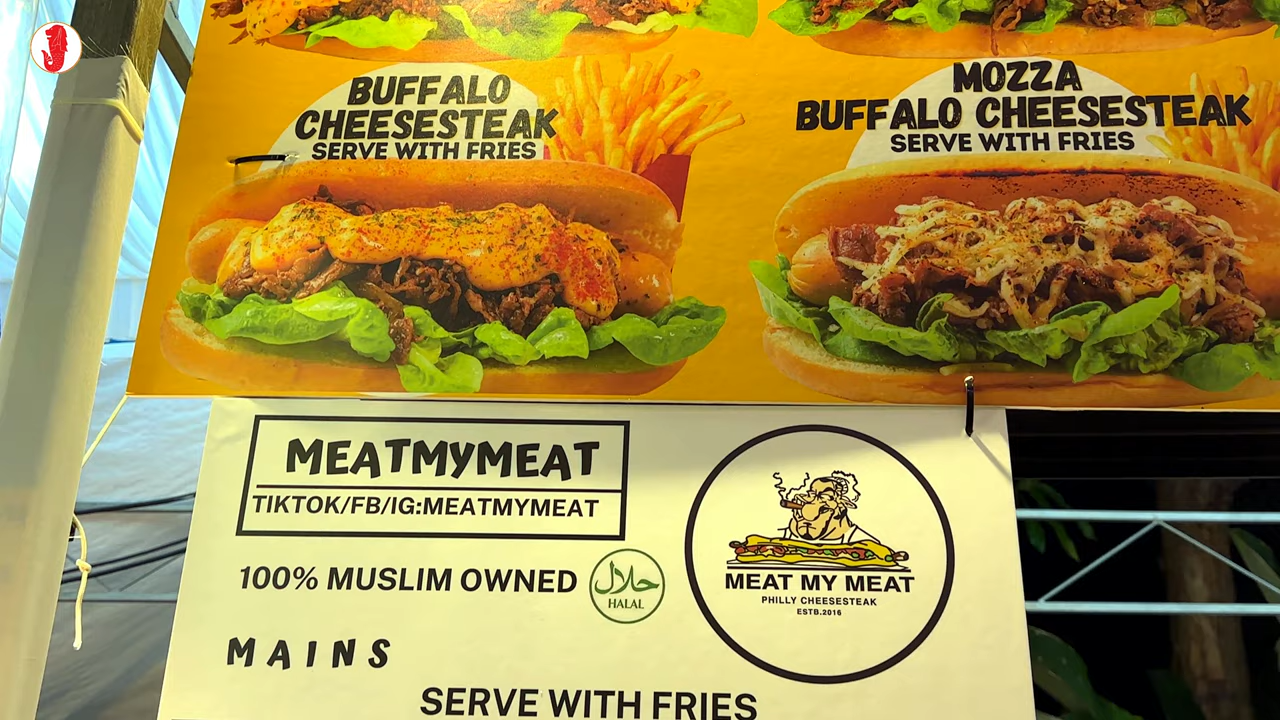 BUFFALO
CHEESESTEAK
SERVE WITH FRIES
MOZZA
BUFFALO CHEESESTEAK
SERVE WITH FRIES
MEATMYMEAT
TIKTOK/FB/IG:MEATMYMEAT
100% MUSLIM OWNED
حلال
HALAL
MEAT MY MEAT
PHILLY CHEESESTEAK
ESTB.2016
MAINS
SERVE WITH FRIES